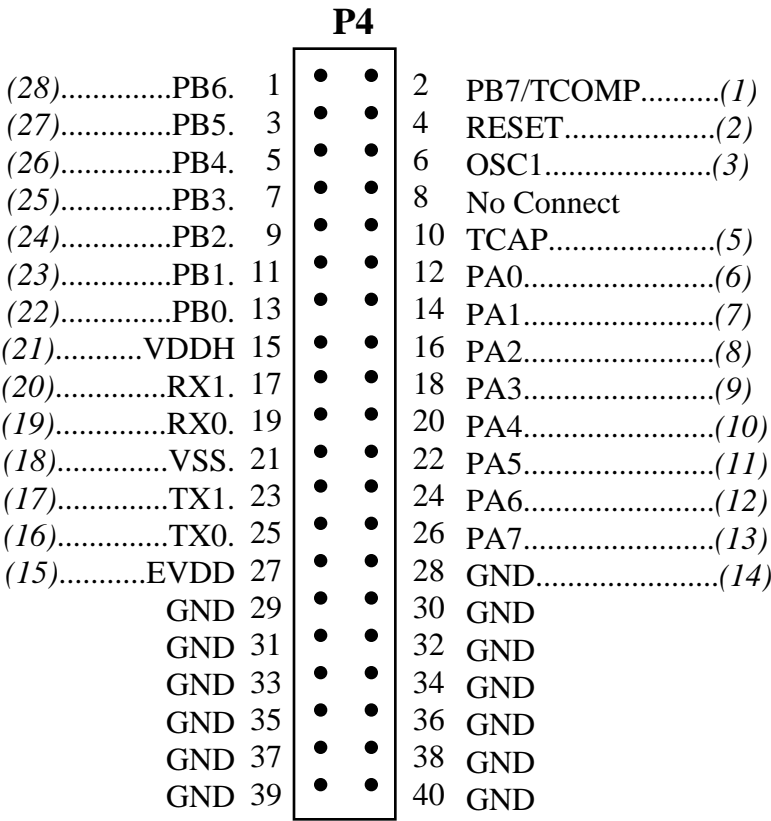 P4
(28)..............PB6. 1 2 PB7/TCOMP..........(1)
(27)..............PB5. 3 4 RESET...................(2)
(26)..............PB4. 5 6 OSC1.....................(3)
(25)..............PB3. 7 8 No Connect
(24)..............PB2. 9 10 TCAP.....................(5)
(23)..............PB1. 11 12 PA0........................(6)
(22)..............PB0. 13 14 PA1........................(7)
(21)...........VDDH 15 16 PA2........................(8)
(20)..............RX1. 17 18 PA3........................(9)
(19)..............RX0. 19 20 PA4........................(10)
(18)..............VSS. 21 22 PA5........................(11)
(17)..............TX1. 23 24 PA6........................(12)
(16)..............TX0. 25 26 PA7........................(13)
(15)...........EVDD 27 28 GND.......................(14)
GND 29 30 GND
GND 31 32 GND
GND 33 34 GND
GND 35 36 GND
GND 37 38 GND
GND 39 40 GND